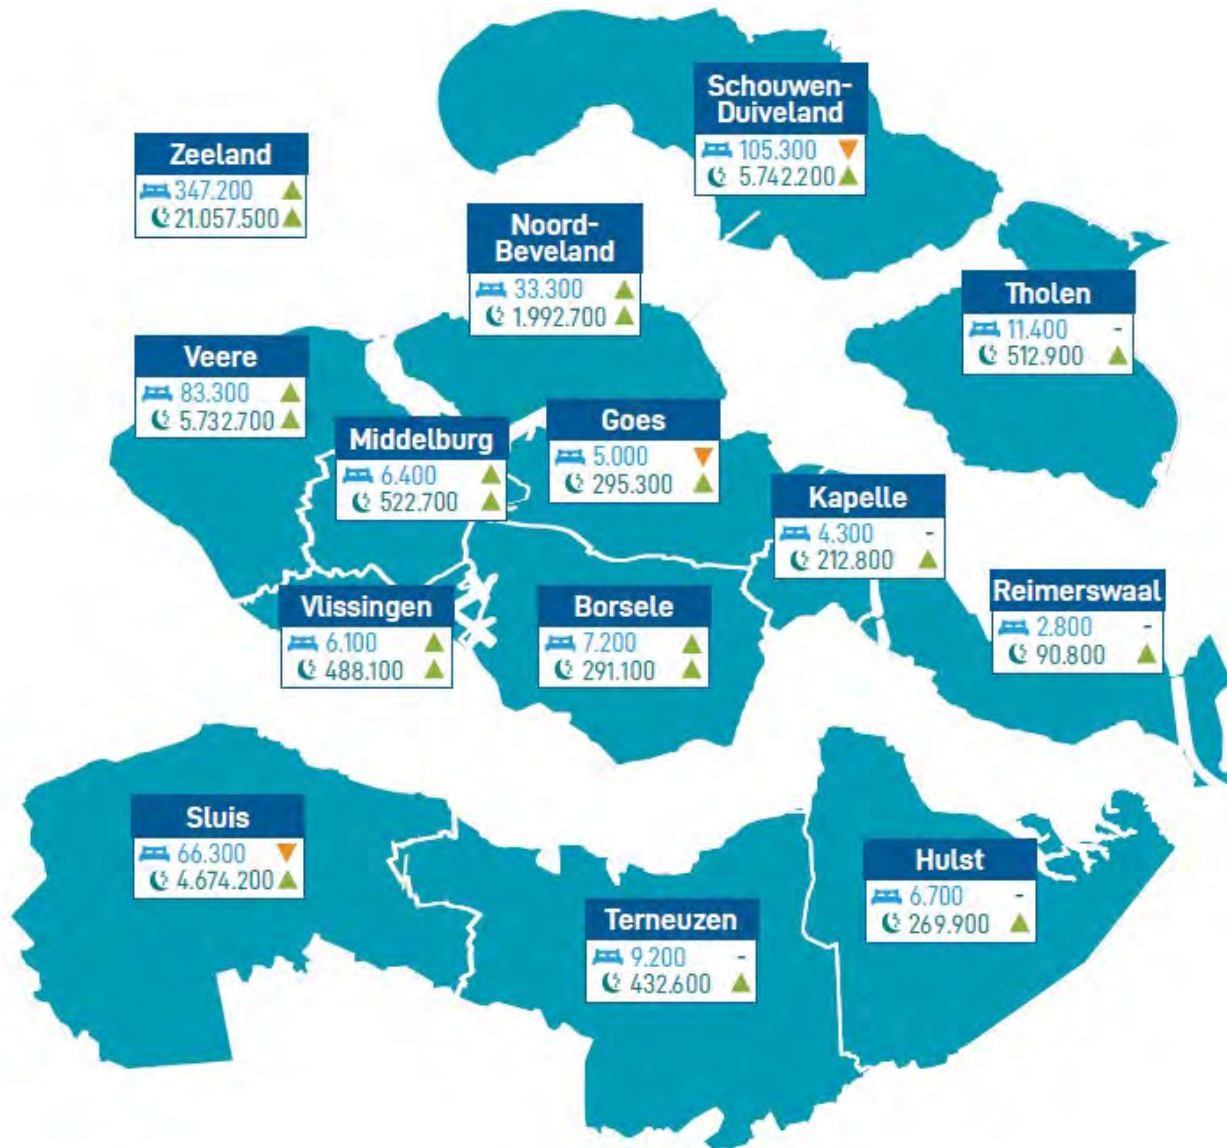 Schouwen-
Duiveland
105.300
5.742.200
Zeeland
347.200
21.057.500
Noord-
Beveland
33.300
1.992.700
Tholen
11.400 -
512.900
Veere
83.300
5.732.700
Middelburg
6.400
522.700
Goes
5.000
295.300
Kapelle
4.300 -
212.800
Vlissingen
6.100
488.100
Borsele
7.200
291.100
Reimerswaal
2.800 -
90.800
Sluis
66.300
4.674.200
Terneuzen
9.200 -
432.600
Hulst
6.700 -
269.900